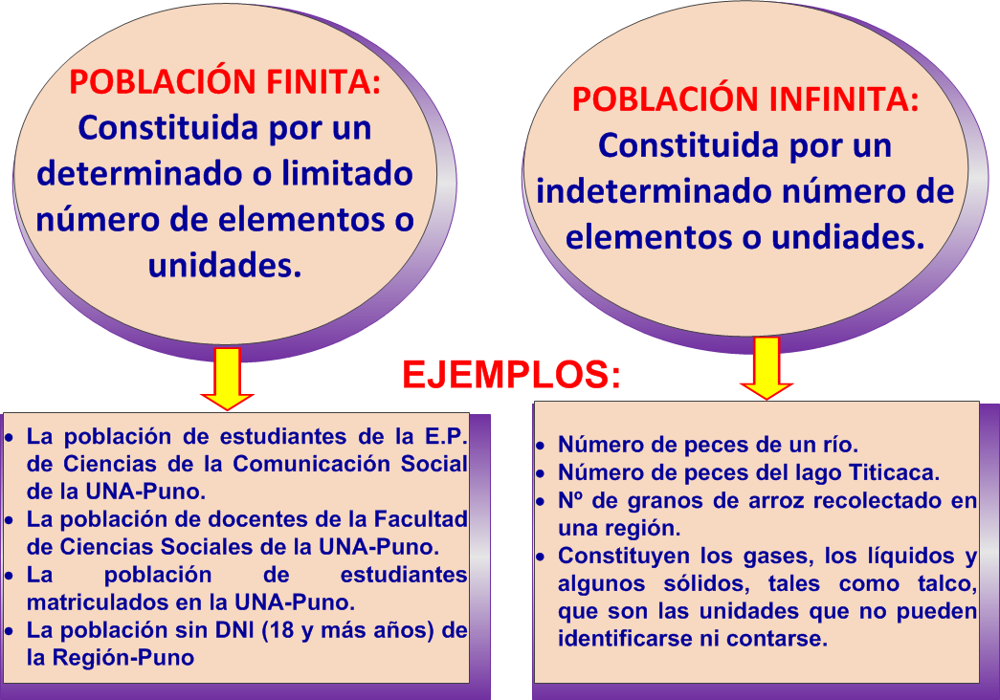 POBLACIÓN FINITA:
Constituida por un
determinado o limitado
número de elementos o
unidades.
POBLACIÓN INFINITA:
Constituida por un
indeterminado número de
elementos o undiades.
EJEMPLOS:
• La población de estudiantes de la E.P.
de Ciencias de la Comunicación Social
de la UNA-Puno.
• La población de docentes de la Facultad
de Ciencias Sociales de la UNA-Puno.
• La población de estudiantes
matriculados en la UNA-Puno.
• La población sin DNI (18 y más años) de
la Región-Puno
• Número de peces de un río.
• Número de peces del lago Titicaca.
• Nº de granos de arroz recolectado en
una región.
• Constituyen los gases, los líquidos y
algunos sólidos, tales como talco,
que son las unidades que no pueden
identificarse ni contarse.